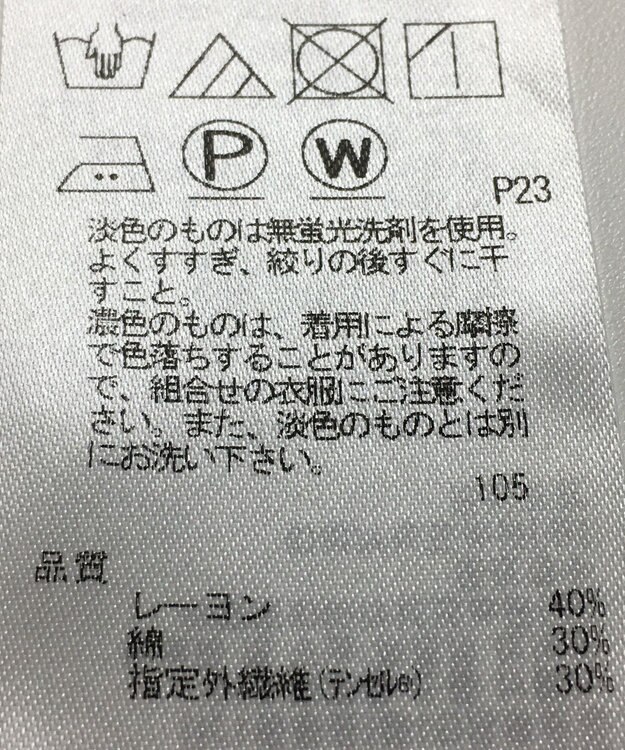 P W
P23
淡色のものは無蛍光洗剤を使用。
よくすすぎ、絞りの後すぐに干
すこと。
濃色のものは、着用による摩擦
で色落ちすることがありますの
で、組合せの衣服にご注意くだ
さい。また、淡色のものとは別
にお洗い下さい。
105
品質
レーヨン 40%
綿 30%
指定外繊維(テンセル®) 30%